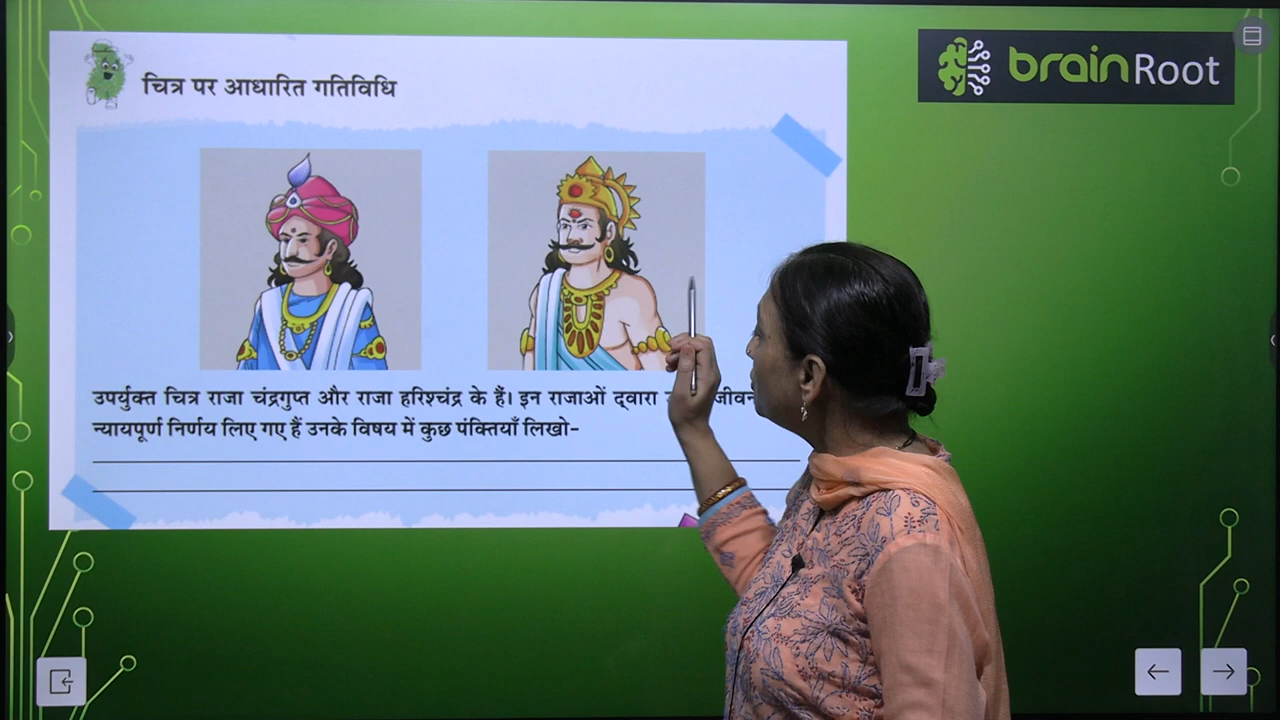 चित्र पर आधारित गतिविधि
brainRoot
उपर्युक्त चित्र राजा चंद्रगुप्त और राजा हरिश्चंद्र के हैं। इन राजाओं द्वारा जीवन
न्यायपूर्ण निर्णय लिए गए हैं उनके विषय में कुछ पंक्तियाँ लिखो-